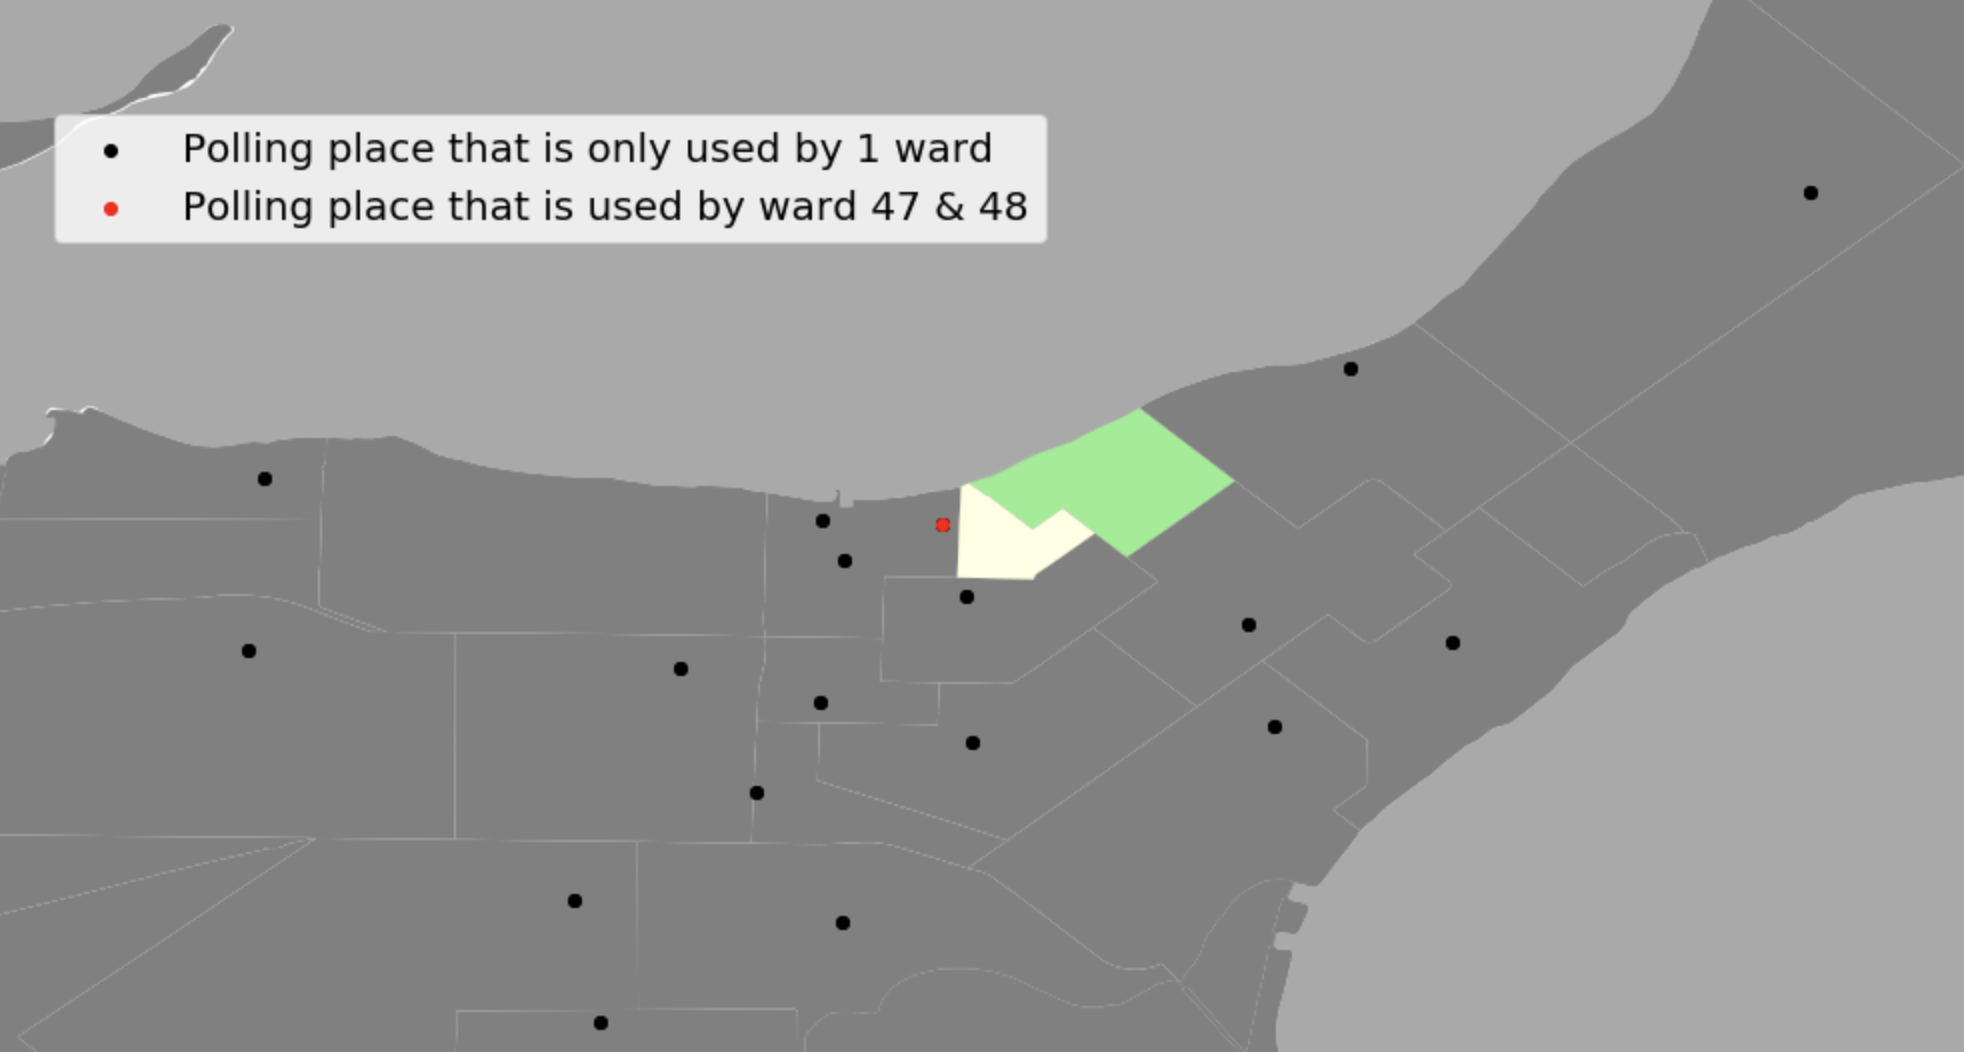 Polling place that is only used by 1 ward
Polling place that is used by ward 47 & 48